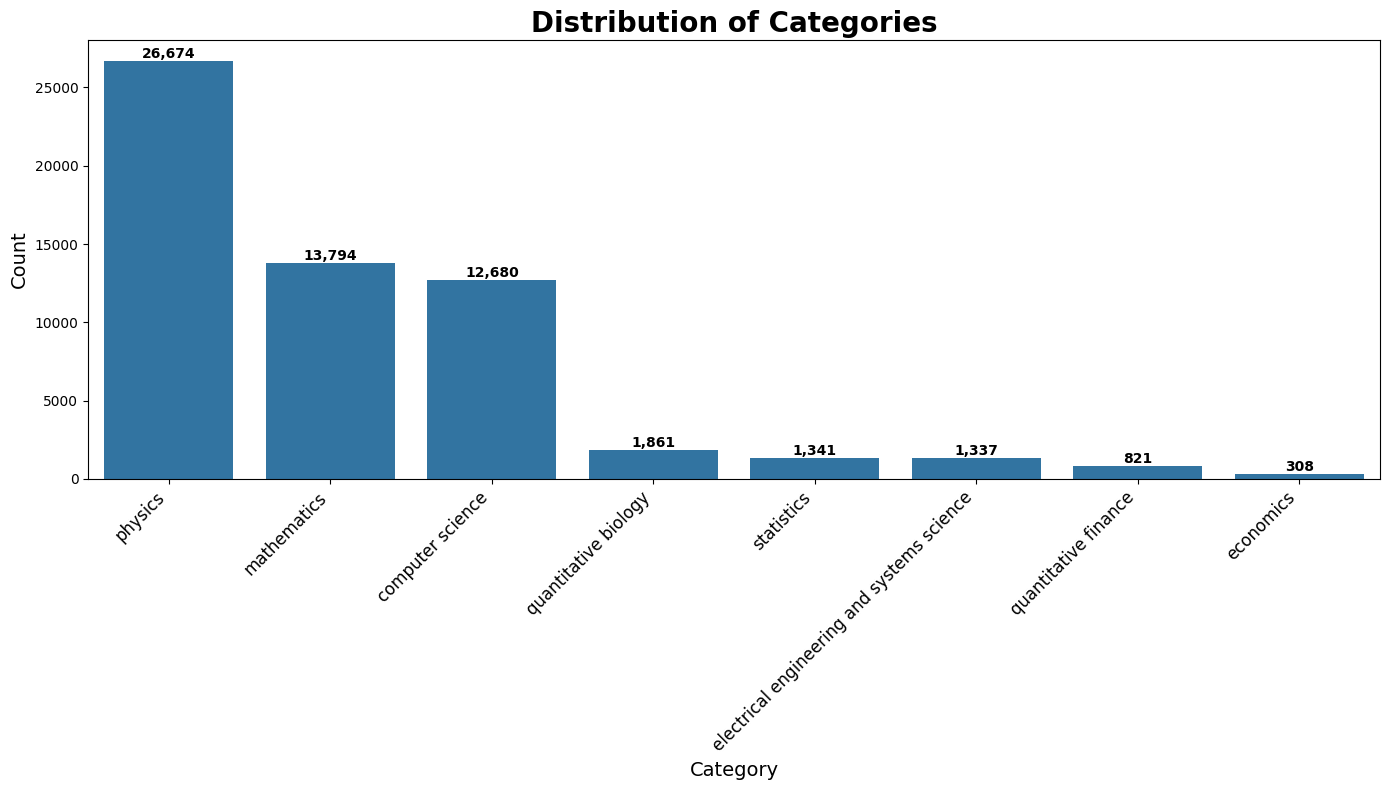 Distribution of Categories
Count
25000
20000
15000
10000
5000
0
26,674
13,794
12,680
1,861
1,341
1,337
821
308
physics
mathematics
computer science
quantitative biology
statistics
electrical engineering and systems science
quantitative finance
economics
Category